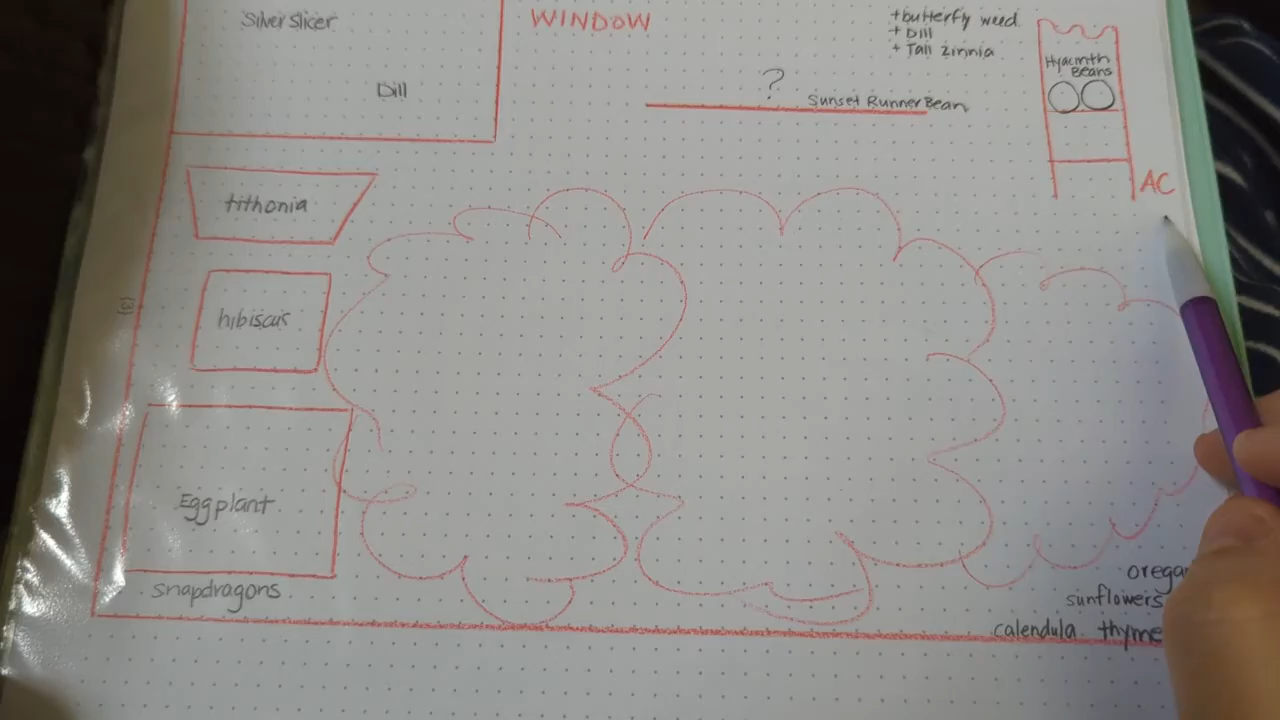 Silver Slicer
WINDOW
+ butterfly weed
+ Dill
+ Tall Zinnia
Hyacinth
Beans
Dill
?
Sunset Runner Bean
AC
tithonia
hibiscus
Eggplant
snapdragons
sunflowers
calendula thyme